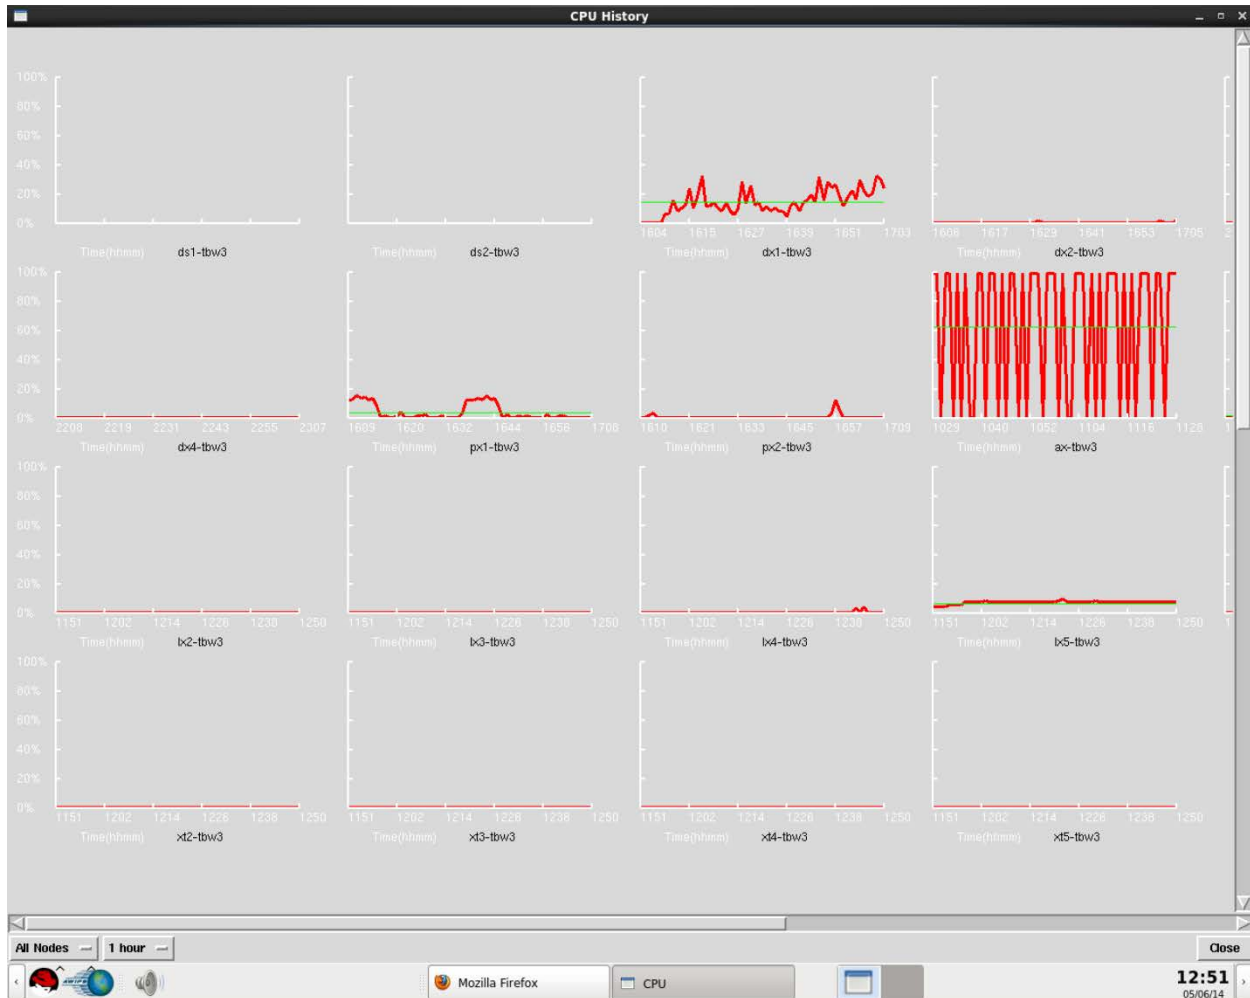 CPU History
100%
80%
60%
40%
20%
0%
1604 1615 1627 1639 1651 1703
1606 1617 1629 1641 1653 1705 2
Time(hhmm) ds1-tbw3
Time(hhmm) ds2-tbw3
Time(hhmm) dx1-tbw3
Time(hhmm) dx2-tbw3
100%
80%
60%
40%
20%
0%
2208 2219 2231 2243 2255 2307
1609 1620 1632 1644 1656 1708
1610 1621 1633 1645 1657 1709
1029 1040 1052 1104 1116 1128 1
Time(hhmm) dx4-tbw3
Time(hhmm) px1-tbw3
Time(hhmm) px2-tbw3
Time(hhmm) ax-tbw3
100%
80%
60%
40%
20%
0%
1151 1202 1214 1226 1238 1250
1151 1202 1214 1226 1238 1250
1151 1202 1214 1226 1238 1250
1151 1202 1214 1226 1238 1250 1
Time(hhmm) lx2-tbw3
Time(hhmm) lx3-tbw3
Time(hhmm) lx4-tbw3
Time(hhmm) lx5-tbw3
100%
80%
60%
40%
20%
0%
1151 1202 1214 1226 1238 1250
1151 1202 1214 1226 1238 1250
1151 1202 1214 1226 1238 1250
1151 1202 1214 1226 1238 1250
Time(hhmm) xt2-tbw3
Time(hhmm) xt3-tbw3
Time(hhmm) xt4-tbw3
Time(hhmm) xt5-tbw3
All Nodes 1 hour Close
AWIPS Mozilla Firefox CPU 12:51
05/06/14